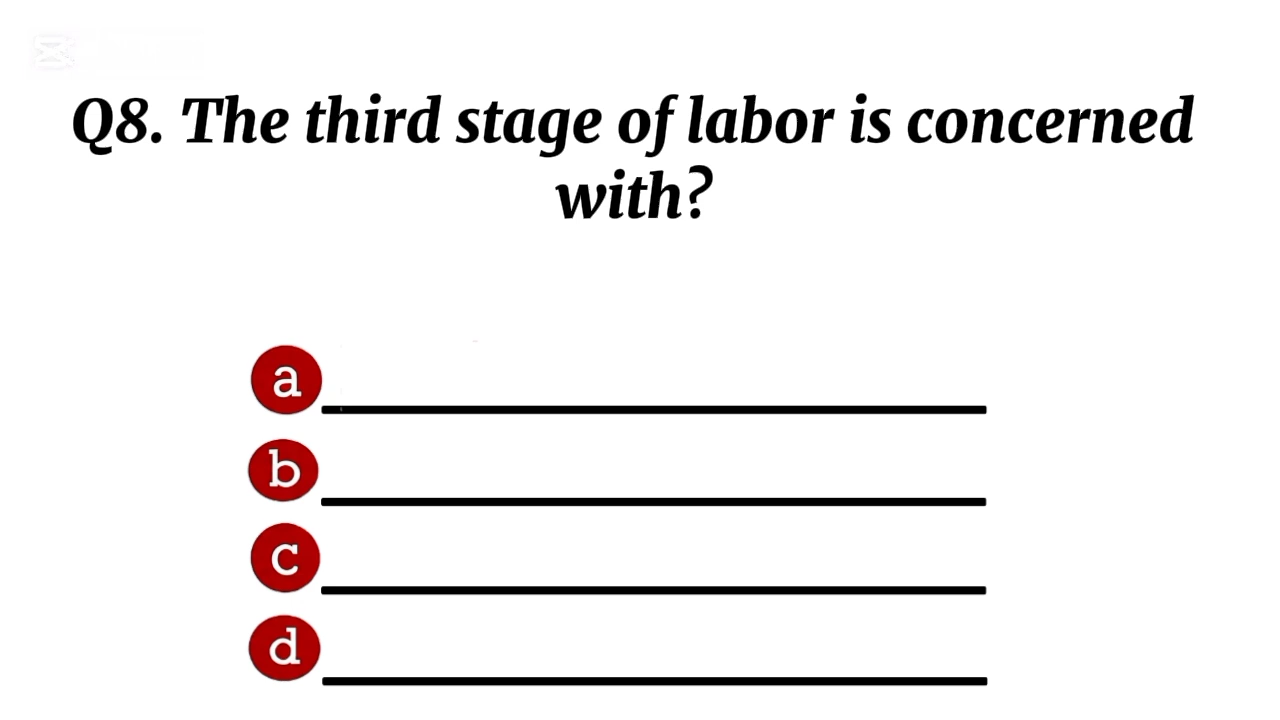 Q8. The third stage of labor is concerned
with?
a
b
c
d